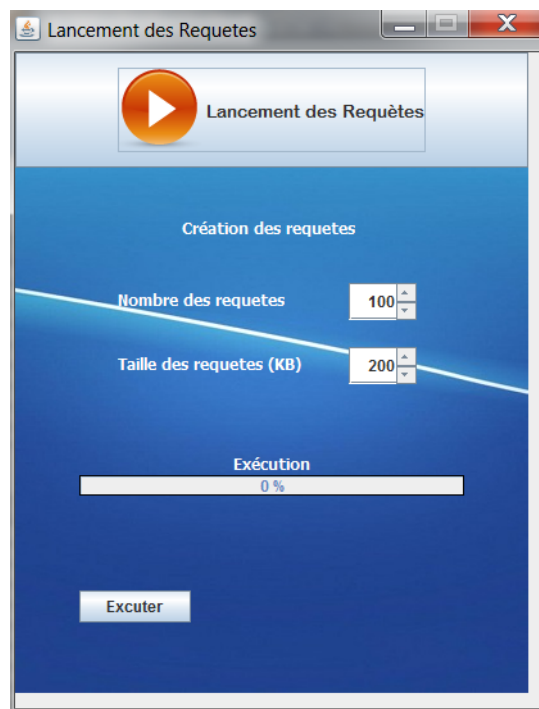 Lancement des Requetes
Lancement des Requètes
Création des requetes
Nombre des requetes 100
Taille des requetes (KB) 200
Exécution
0 %
Excuter